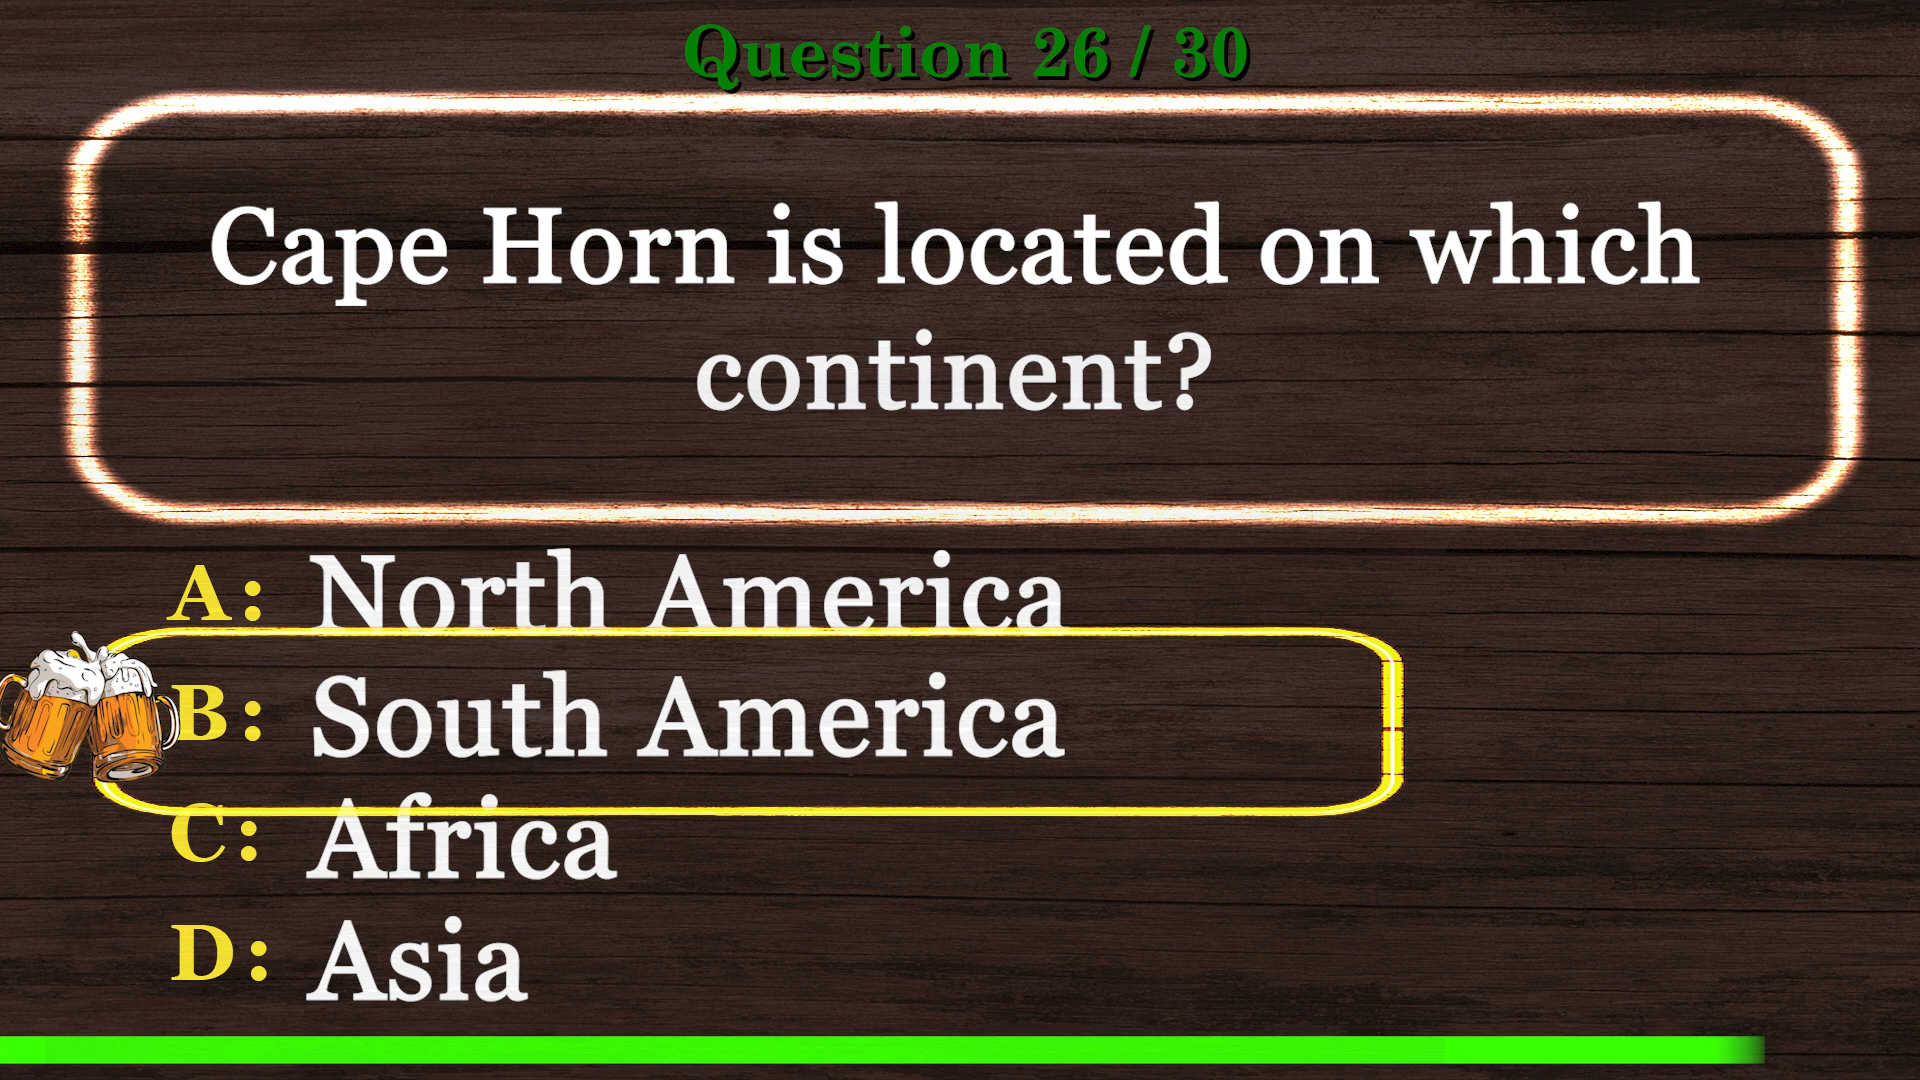 Question 26 / 30
Cape Horn is located on which
continent?
A: North America
B: South America
C: Africa
D: Asia